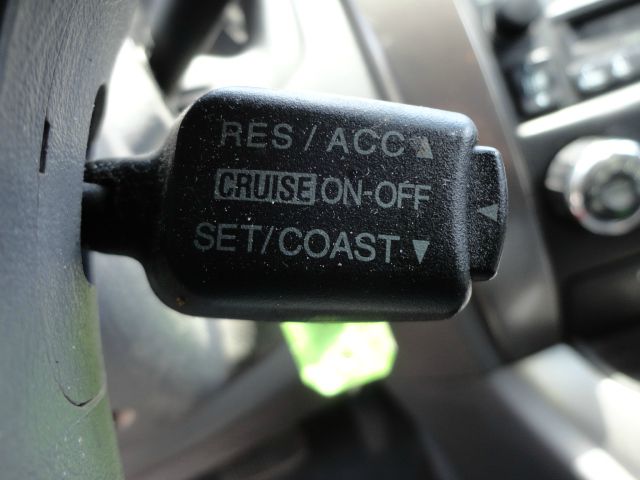 RES/ACC▲
CRUISE ON-OFF
SET/COAST▼